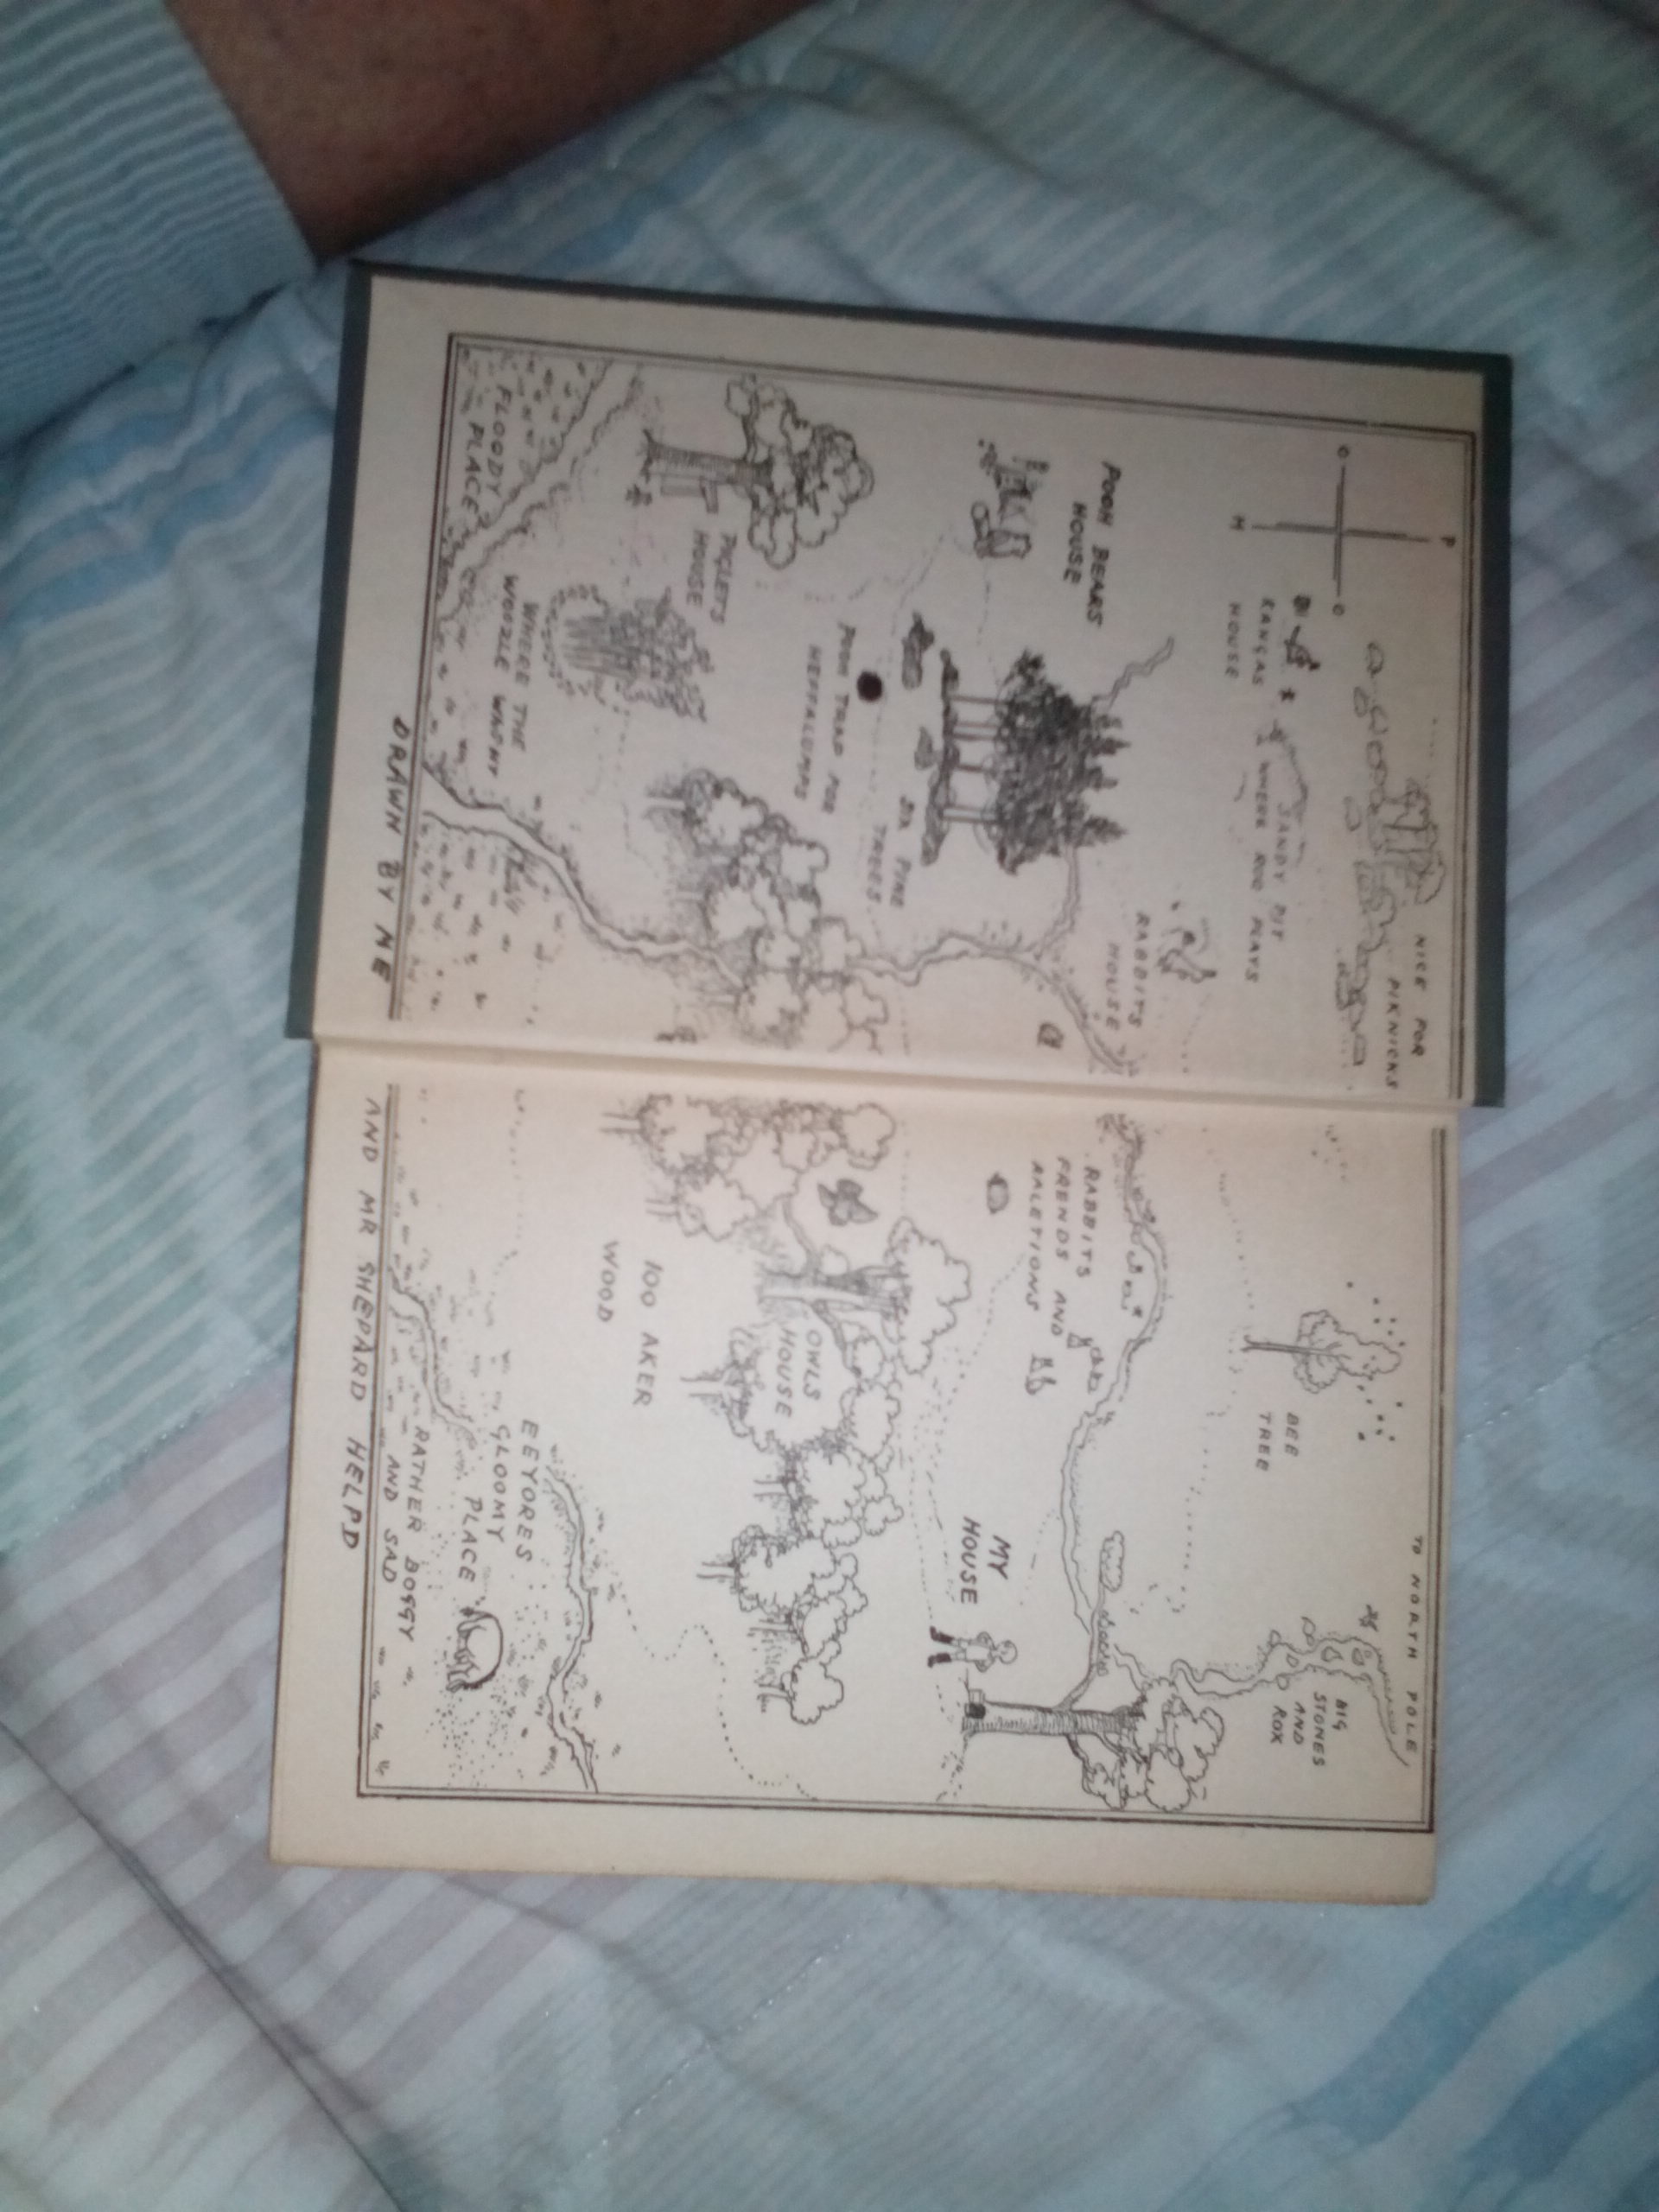 P
O O
H
NICE FOR
PIKNICKS
KANGAS
HOUSE
SANDY PIT
WHERE ROO PLAYS
POOH BEARS
HOUSE
RABBITS
HOUSE
SIX PINE
TREES
POOH TRAP FOR
HEFFALUMPS
PIGLETS
HOUSE
WHERE THE
WOOZLE WASNT
FLOODY
PLACE
DRAWN BY ME
TO NORTH POLE
BIG
STONES
AND
ROX
BEE
TREE
RABBITS
FRENDS AND
RALETIONS
MY
HOUSE
OWLS
HOUSE
100 AKER
WOOD
EEYORES
GLOOMY
PLACE
RATHER BOGGY
AND SAD
AND MR SHEPARD HELPD